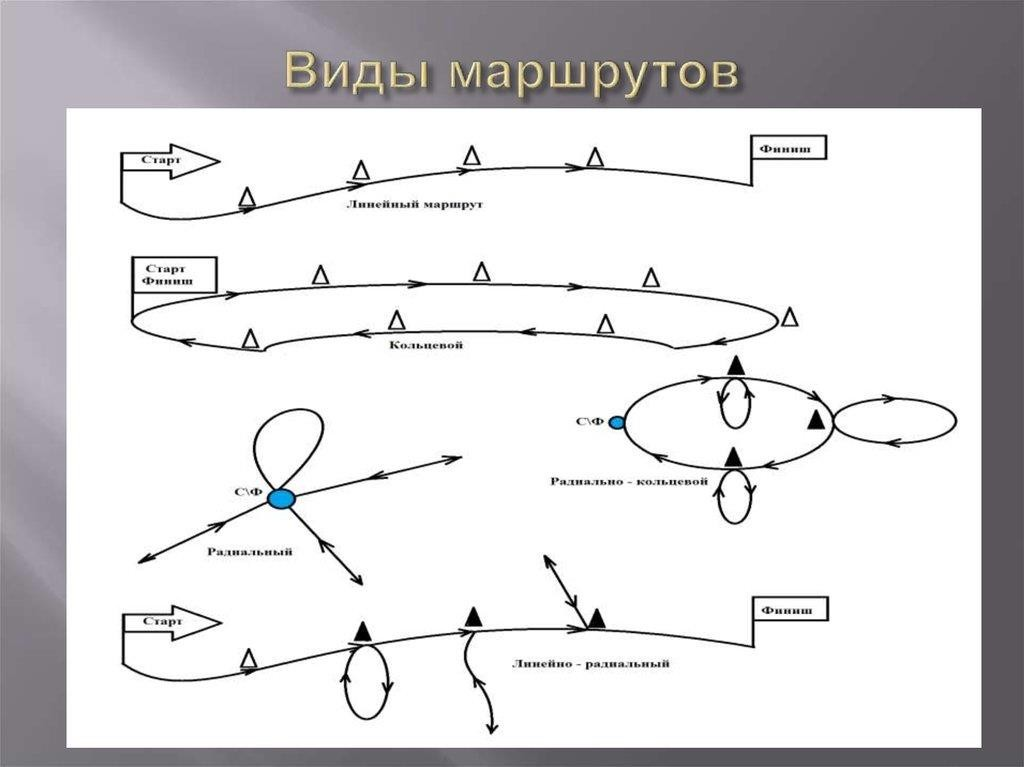 Виды маршрутов
Старт
Финиш
Линейный маршрут
Старт
Финиш
Кольцевой
С\Ф
Радиально - кольцевой
С\Ф
Радиальный
Старт
Финиш
Линейно - радиальный